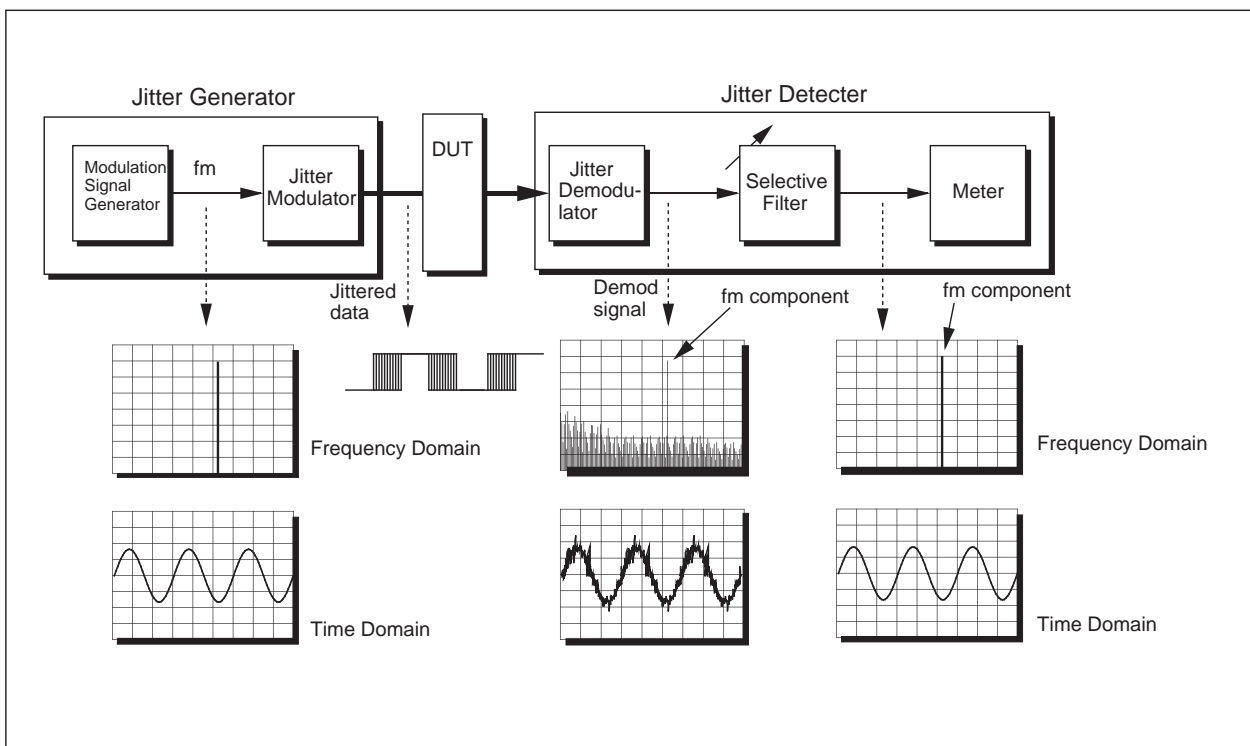 Jitter Generator
Jitter Detecter
Modulation
Signal
Generator
fm
Jitter
Modulator
DUT
Jitter
Demodu-
lator
Selective
Filter
Meter
Jittered
data
Demod
signal
fm component
fm component
Frequency Domain
Frequency Domain
Time Domain
Time Domain